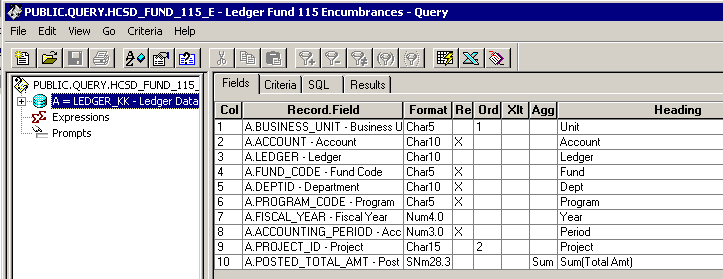 PUBLIC.QUERY.HCSD_FUND_115_E - Ledger Fund 115 Encumbrances - Query
File Edit View Go Criteria Help
PUBLIC.QUERY.HCSD_FUND_115_
A = LEDGER_KK - Ledger Data
Expressions
Prompts
Fields Criteria SQL Results
Col Record.Field Format Re Ord Xlt Agg Heading
1 A.BUSINESS_UNIT - Business U Char5 1 Unit
2 A.ACCOUNT - Account Char10 X Account
3 A.LEDGER - Ledger Char10 Ledger
4 A.FUND_CODE - Fund Code Char5 X Fund
5 A.DEPTID - Department Char10 X Dept
6 A.PROGRAM_CODE - Program Char5 X Program
7 A.FISCAL_YEAR - Fiscal Year Num4.0 Year
8 A.ACCOUNTING_PERIOD - Acc Num3.0 X Period
9 A.PROJECT_ID - Project Char15 2 Project
10 A.POSTED_TOTAL_AMT - Post SNm28.3 Sum Sum(Total Amt)